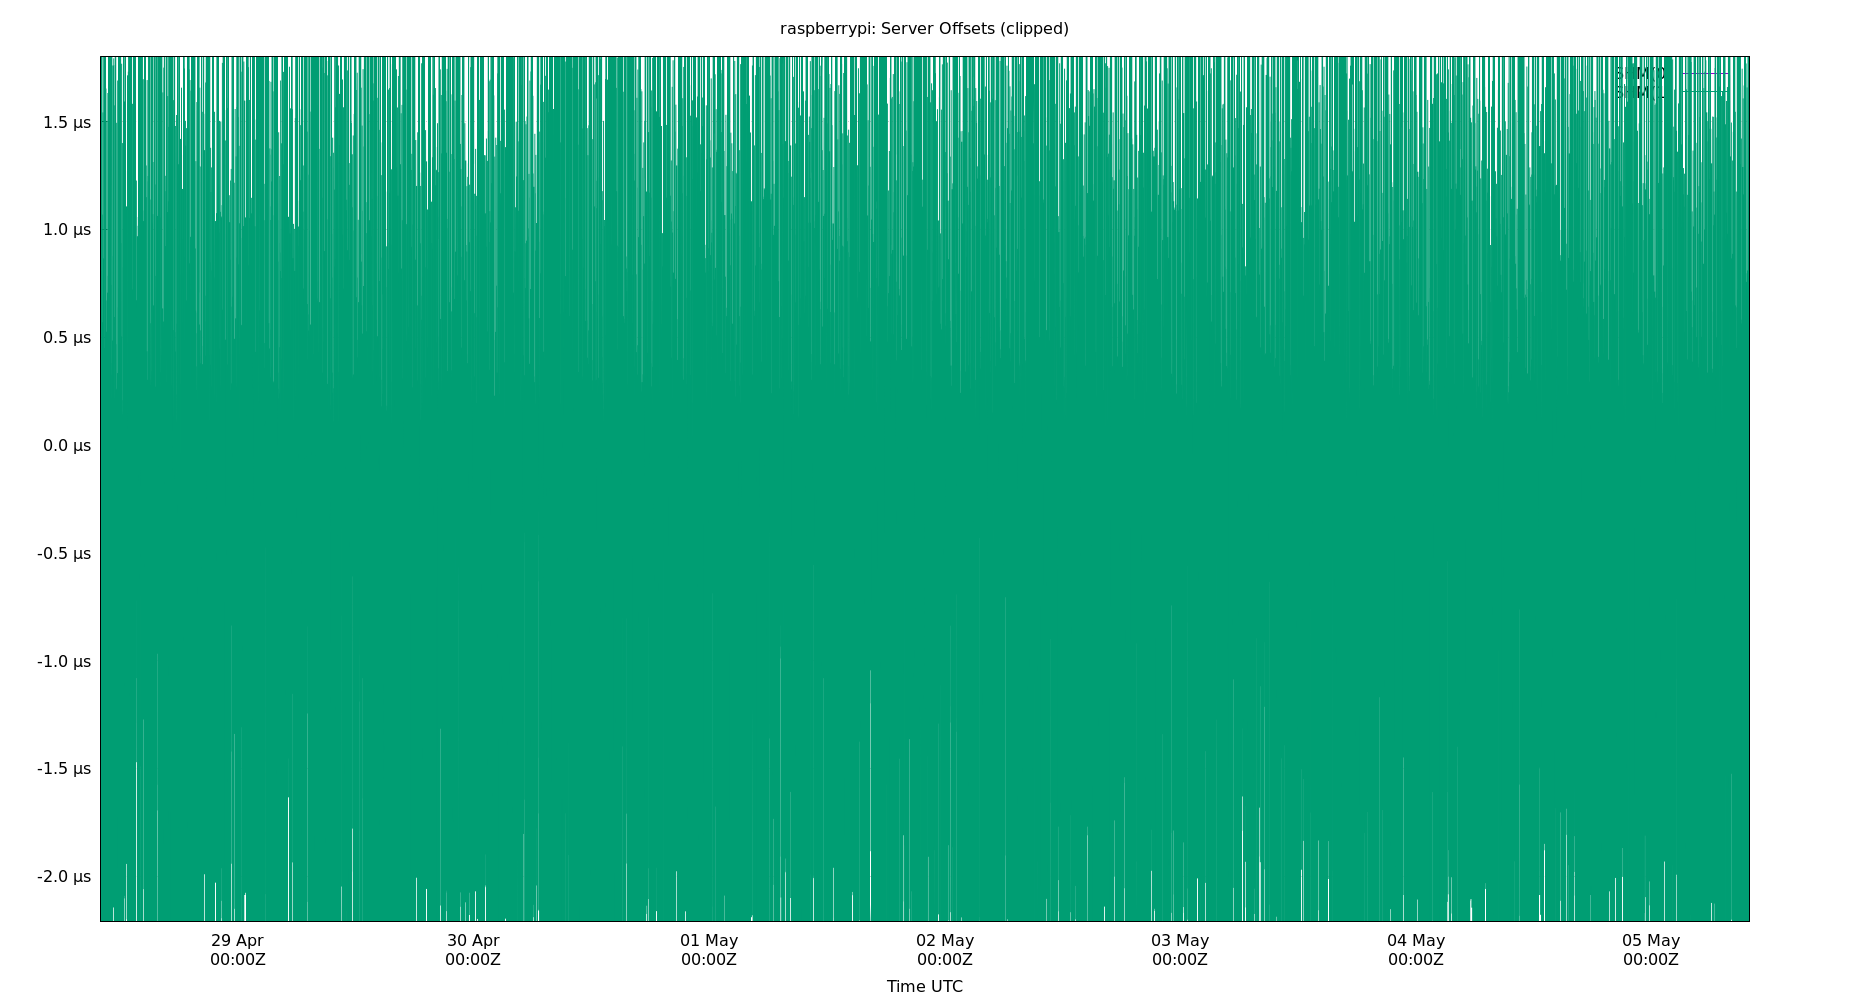 raspberrypi: Server Offsets (clipped)
1.5 µs
1.0 µs
0.5 µs
0.0 µs
-0.5 µs
-1.0 µs
-1.5 µs
-2.0 µs
29 Apr 30 Apr 01 May 02 May 03 May 04 May 05 May
00:00Z 00:00Z 00:00Z 00:00Z 00:00Z 00:00Z 00:00Z
Time UTC